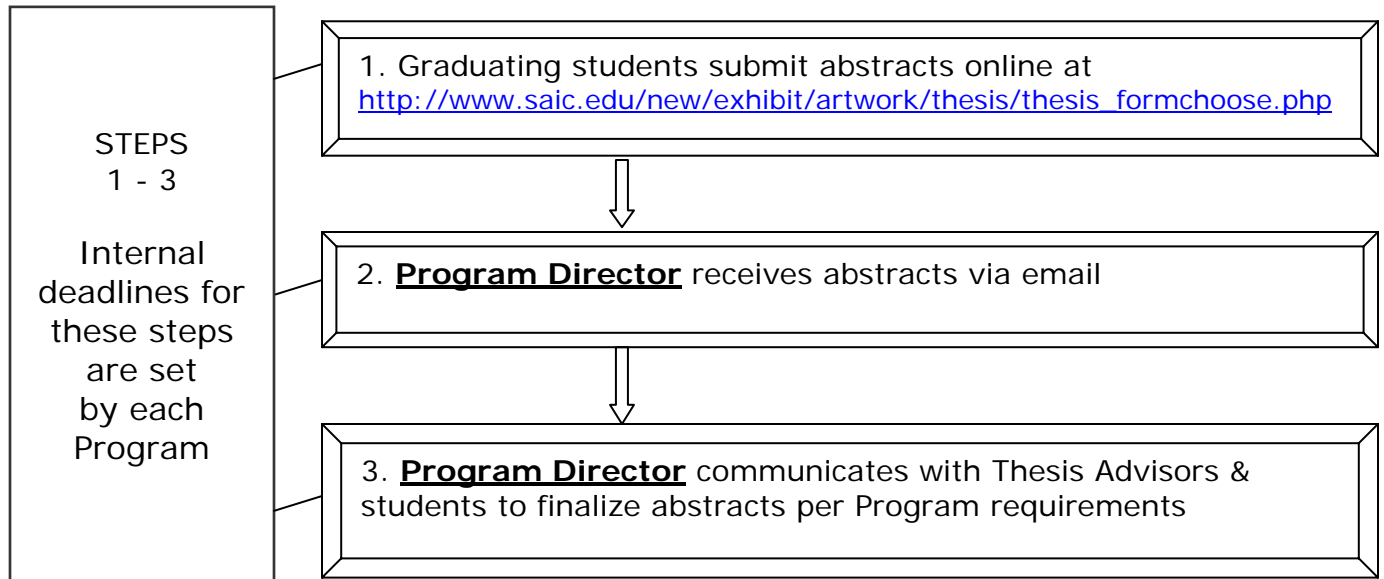 STEPS
1 - 3
Internal
deadlines for
these steps
are set
by each
Program
1. Graduating students submit abstracts online at
http://www.saic.edu/new/exhibit/artwork/thesis/thesis_formchoose.php
2. Program Director receives abstracts via email
3. Program Director communicates with Thesis Advisors &
students to finalize abstracts per Program requirements